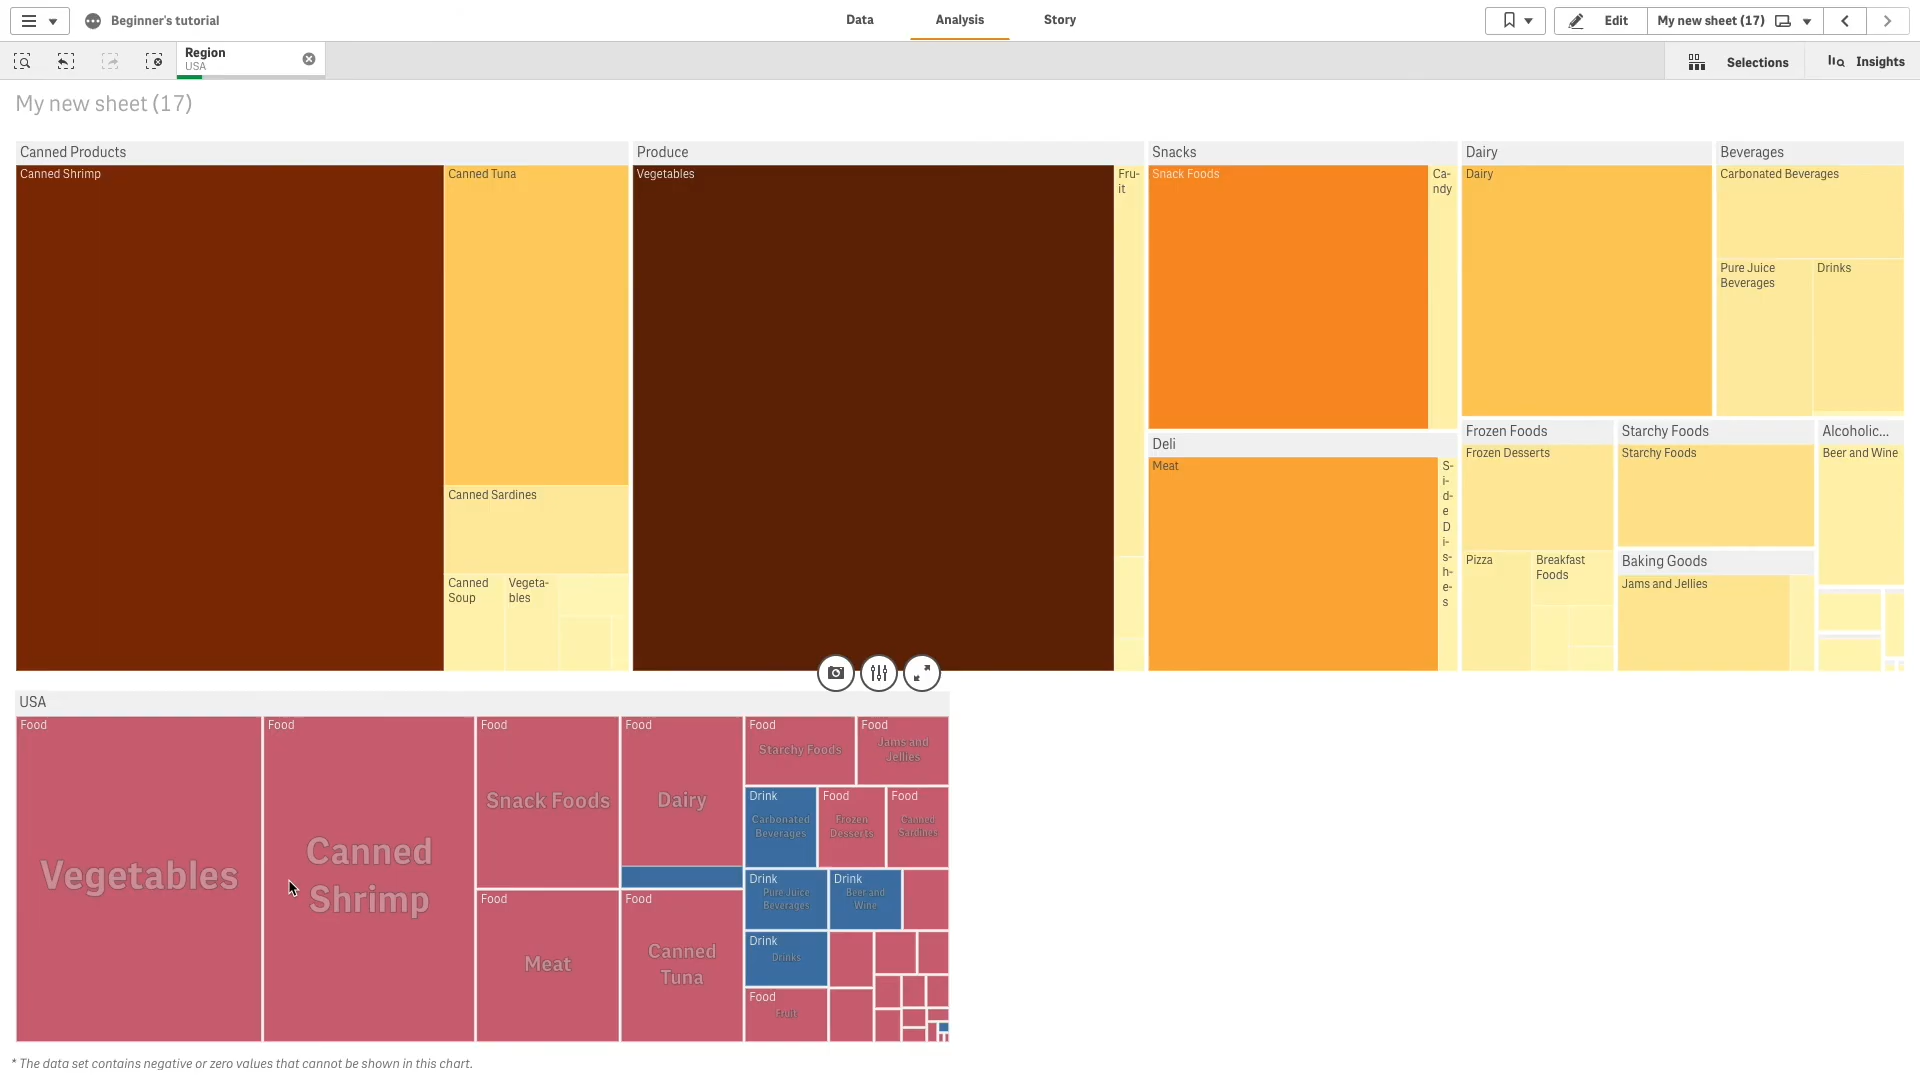 Beginner's tutorial
Data
Analysis
Story
Edit
My new sheet (17)
Region
USA
Selections
Insights
My new sheet (17)
Canned Products
Canned Shrimp
Canned Tuna
Canned Sardines
Canned
Soup
Vegeta-
bles
Produce
Vegetables
Fru-
it
Snacks
Snack Foods
Ca-
ndy
Deli
Meat
S-
i-
d-
e
D
i-
s-
h-
e-
s
Dairy
Dairy
Beverages
Carbonated Beverages
Pure Juice
Beverages
Drinks
Frozen Foods
Frozen Desserts
Pizza
Breakfast
Foods
Starchy Foods
Starchy Foods
Baking Goods
Jams and Jellies
Alcoholic...
Beer and Wine
USA
Food
Vegetables
Food
Canned
Shrimp
Food
Snack Foods
Food
Meat
Food
Dairy
Food
Canned
Tuna
Food
Starchy Foods
Food
Jams and
Jellies
Drink
Carbonated
Beverages
Food
Frozen
Desserts
Food
Canned
Sardines
Drink
Pure Juice
Beverages
Drink
Beer and
Wine
Drink
Drinks
Food
Fruit
* The data set contains negative or zero values that cannot be shown in this chart.